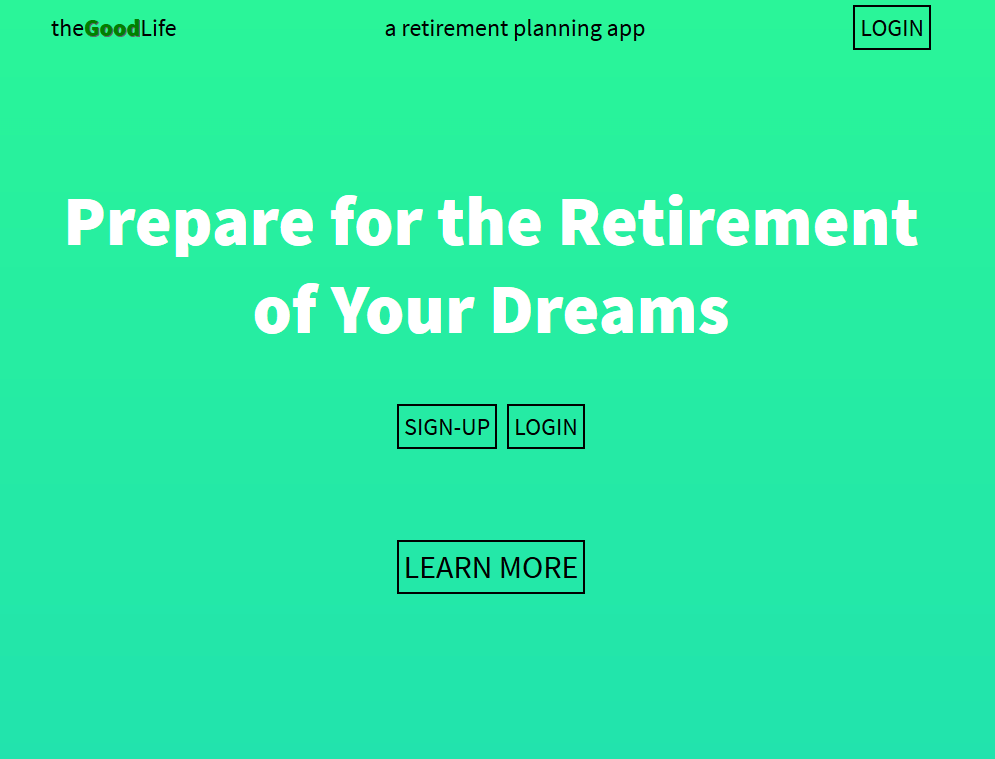 theGoodLife a retirement planning app LOGIN
Prepare for the Retirement
of Your Dreams
SIGN-UP LOGIN
LEARN MORE